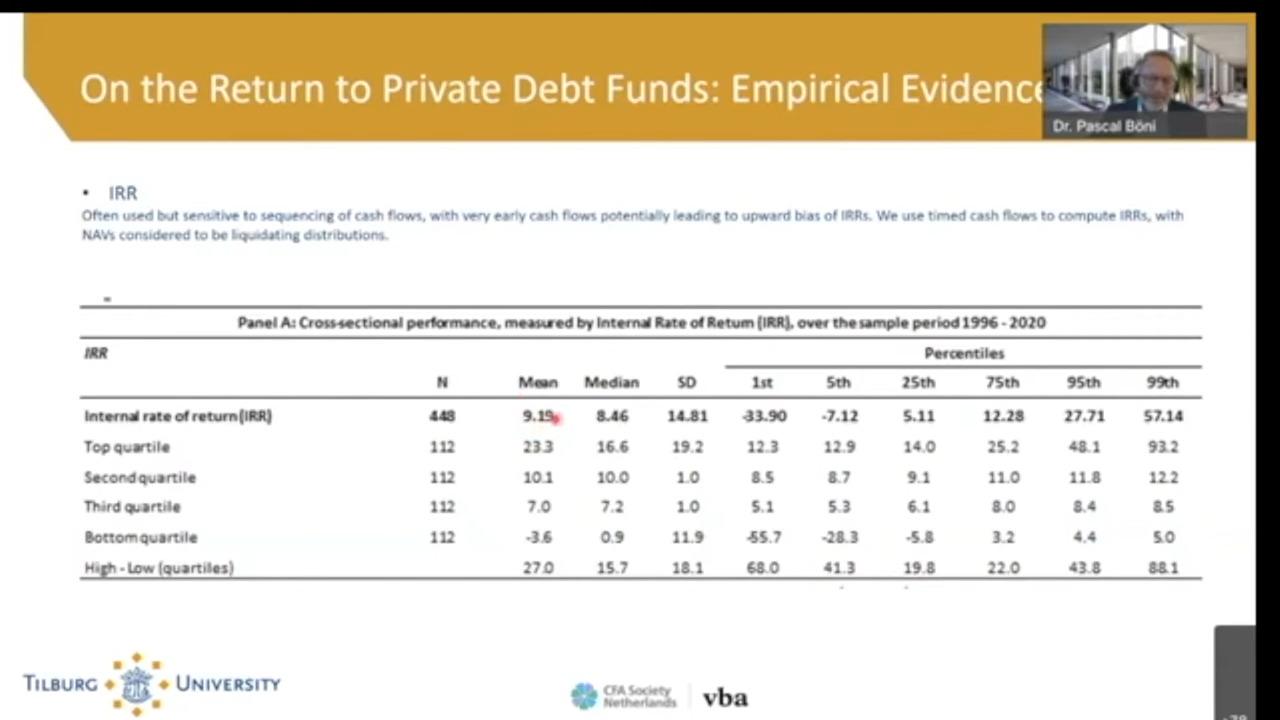 On the Return to Private Debt Funds: Empirical Evidence
Dr. Pascal Böni
• IRR
Often used but sensitive to sequencing of cash flows, with very early cash flows potentially leading to upward bias of IRRs. We use timed cash flows to compute IRRs, with
NAVs considered to be liquidating distributions.
Panel A: Cross-sectional performance, measured by Internal Rate of Return (IRR), over the sample period 1996 - 2020
IRR Percentiles
N Mean Median SD 1st 5th 25th 75th 95th 99th
Internal rate of return (IRR) 448 9.19 8.46 14.81 -33.90 -7.12 5.11 12.28 27.71 57.14
Top quartile 112 23.3 16.6 19.2 12.3 12.9 14.0 25.2 48.1 93.2
Second quartile 112 10.1 10.0 1.0 8.5 8.7 9.1 11.0 11.8 12.2
Third quartile 112 7.0 7.2 1.0 5.1 5.3 6.1 8.0 8.4 8.5
Bottom quartile 112 -3.6 0.9 11.9 -55.7 -28.3 -5.8 3.2 4.4 5.0
High - Low (quartiles) 27.0 15.7 18.1 68.0 41.3 19.8 22.0 43.8 88.1
TILBURG UNIVERSITY
CFA Society
Netherlands
vba